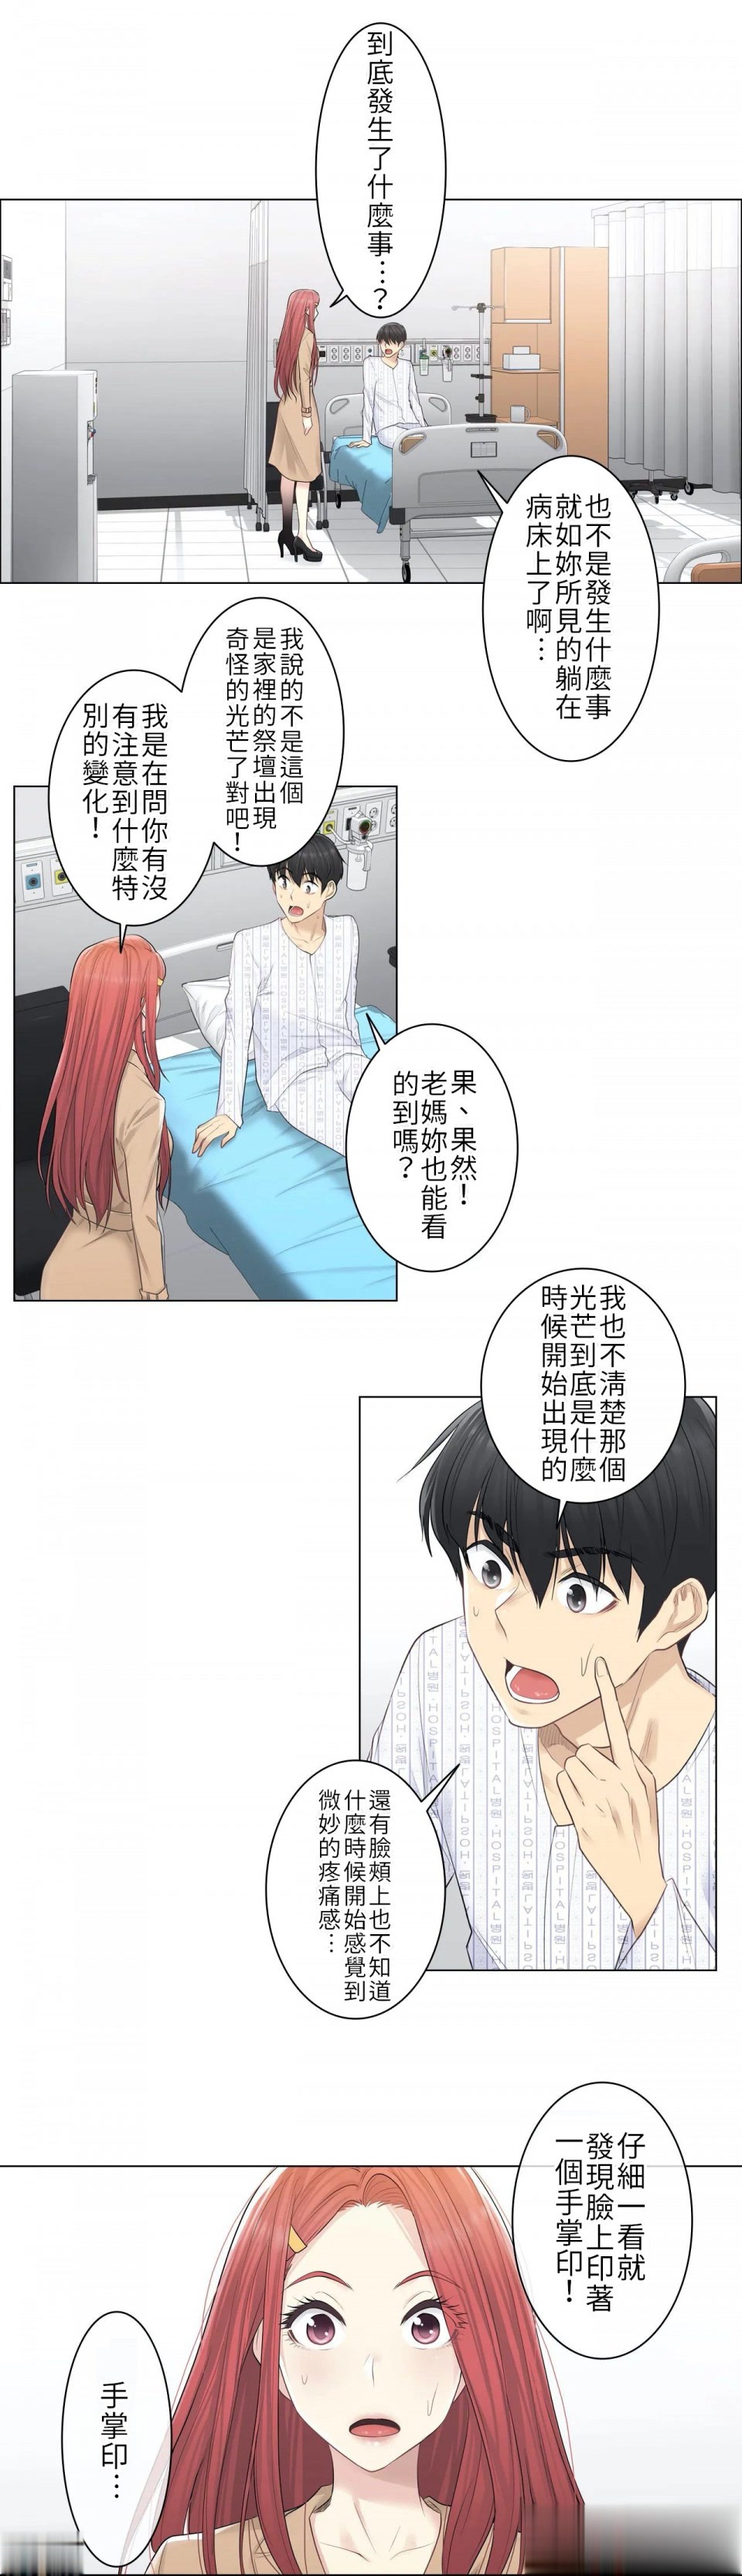 到底發生了什麼事…？
也不是發生什麼事
就如妳所見的躺在
病床上了啊…
我說的不是這個
是家裡的祭壇出現
奇怪的光芒了對吧！
我是在問你有沒
有注意到什麼特
別的變化！
果、果然！
老媽妳也能看
的到嗎？
我也不清楚那個
光芒到底是什麼
時候開始出現的
還有臉頰上也不知道
什麼時候開始感覺到
微妙的疼痛感…
仔細一看就
發現臉上印著
一個手掌印！
手掌印…